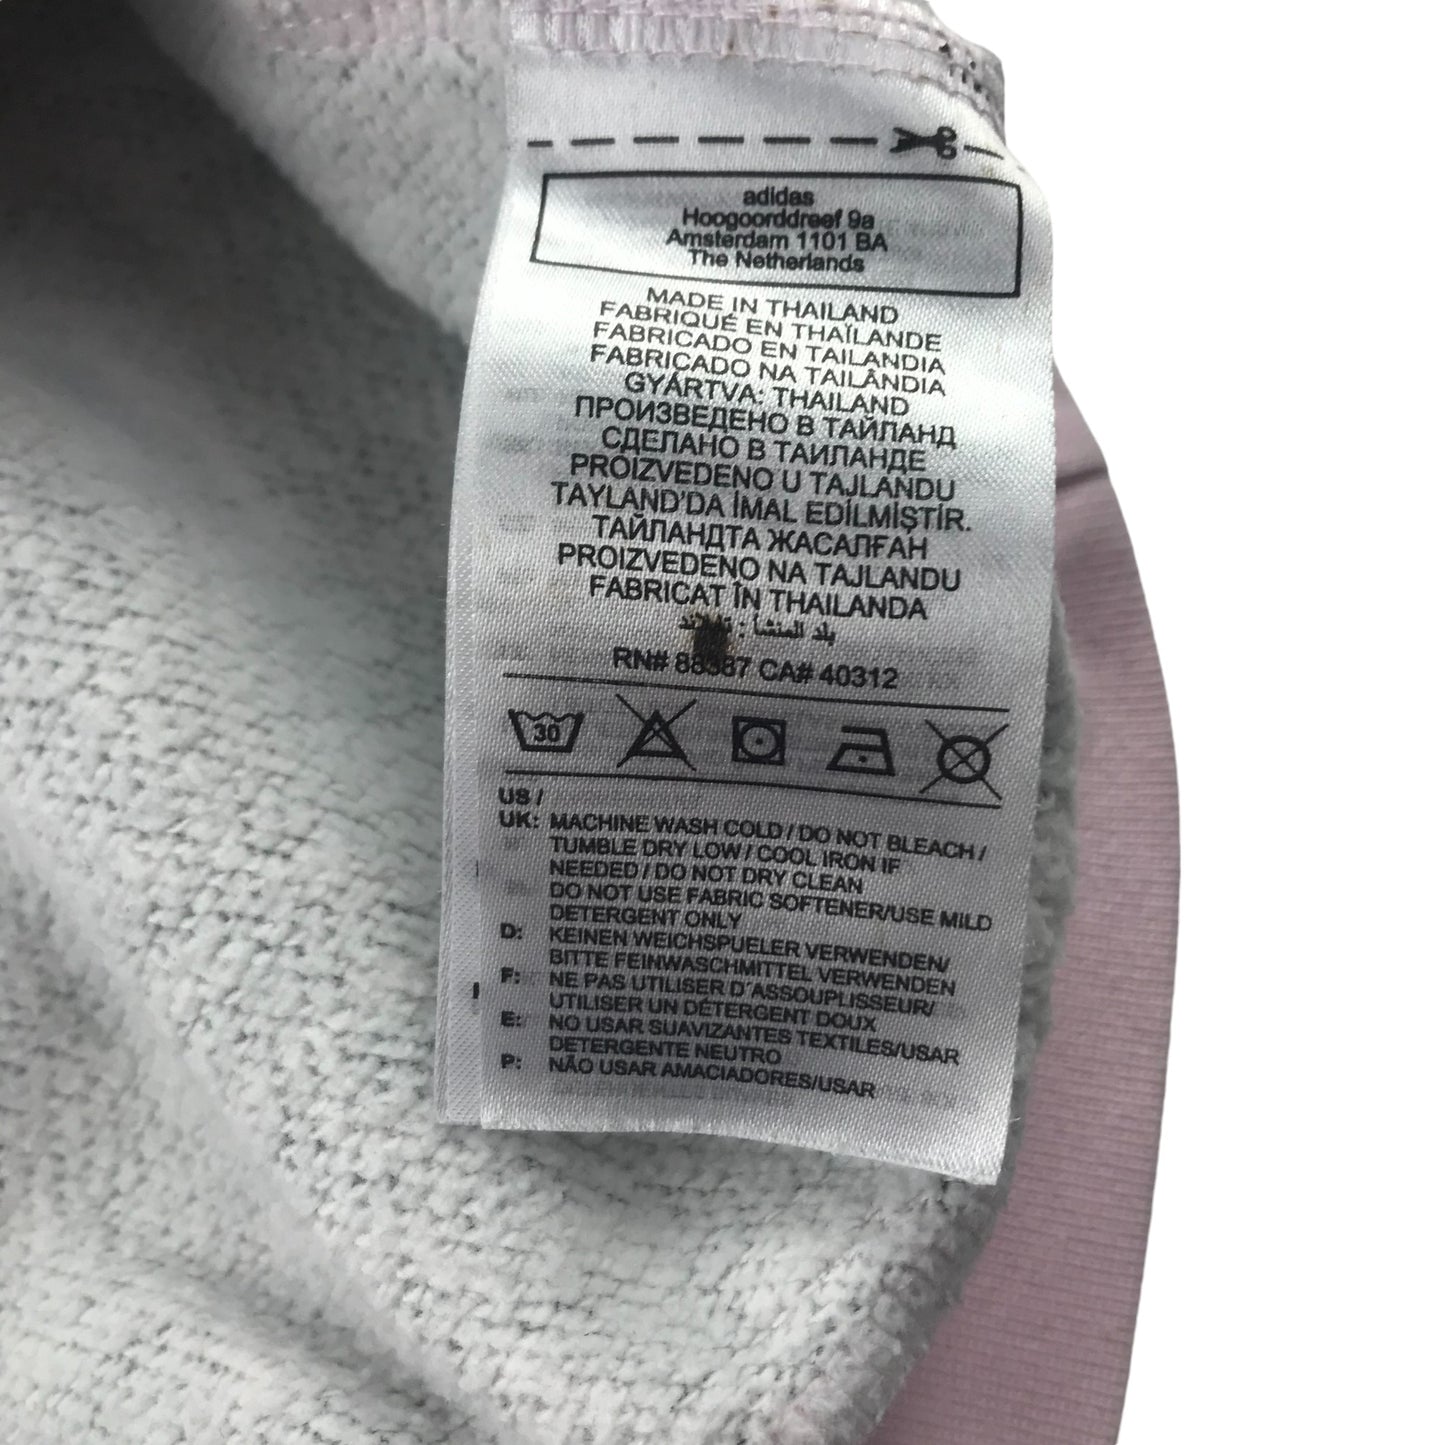 adidas
Hoogoorddreef 9a
Amsterdam 1101 BA
The Netherlands
MADE IN THAILAND
FABRIQUÉ EN THAÏLANDE
FABRICADO EN TAILANDIA
FABRICADO NA TAILÂNDIA
GYÁRTVA: THAILAND
ПРОИЗВЕДЕНО В ТАЙЛАНД
СДЕЛАНО В ТАИЛАНДЕ
PROIZVEDENO U TAJLANDU
TAYLAND'DA İMAL EDİLMİŞTİR.
ТАЙЛАНДТА ЖАСАЛҒАН
PROIZVEDENO NA TAJLANDU
FABRICAT ÎN THAILANDA
بلد المنشأ :
RN# 88387 CA# 40312
30
US /
UK: MACHINE WASH COLD / DO NOT BLEACH /
TUMBLE DRY LOW / COOL IRON IF
NEEDED / DO NOT DRY CLEAN
DO NOT USE FABRIC SOFTENER/USE MILD
DETERGENT ONLY
D: KEINEN WEICHSPUELER VERWENDEN/
BITTE FEINWASCHMITTEL VERWENDEN
F: NE PAS UTILISER D´ASSOUPLISSEUR/
UTILISER UN DÉTERGENT DOUX
E: NO USAR SUAVIZANTES TEXTILES/USAR
DETERGENTE NEUTRO
P: NÃO USAR AMACIADORES/USAR